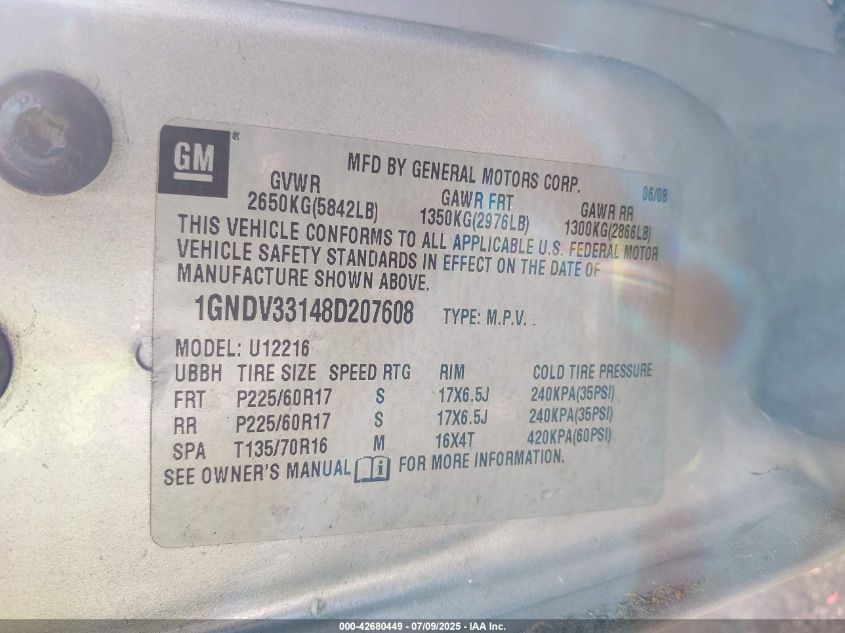 GM
MFD BY GENERAL MOTORS CORP.
06/08
GVWR GAWR FRT GAWR RR
2650KG(5842LB) 1350KG(2976LB) 1300KG(2866LB)
THIS VEHICLE CONFORMS TO ALL APPLICABLE U.S. FEDERAL MOTOR
VEHICLE SAFETY STANDARDS IN EFFECT ON THE DATE OF
MANUFACTURE SHOWN ABOVE.
1GNDV33148D207608 TYPE: M.P.V.
MODEL: U12216
UBBH TIRE SIZE SPEED RTG RIM COLD TIRE PRESSURE
FRT P225/60R17 S 17X6.5J 240KPA(35PSI)
RR P225/60R17 S 17X6.5J 240KPA(35PSI)
SPA T135/70R16 M 16X4T 420KPA(60PSI)
SEE OWNER'S MANUAL FOR MORE INFORMATION.
000-42680449 - 07/09/2025 - IAA Inc.